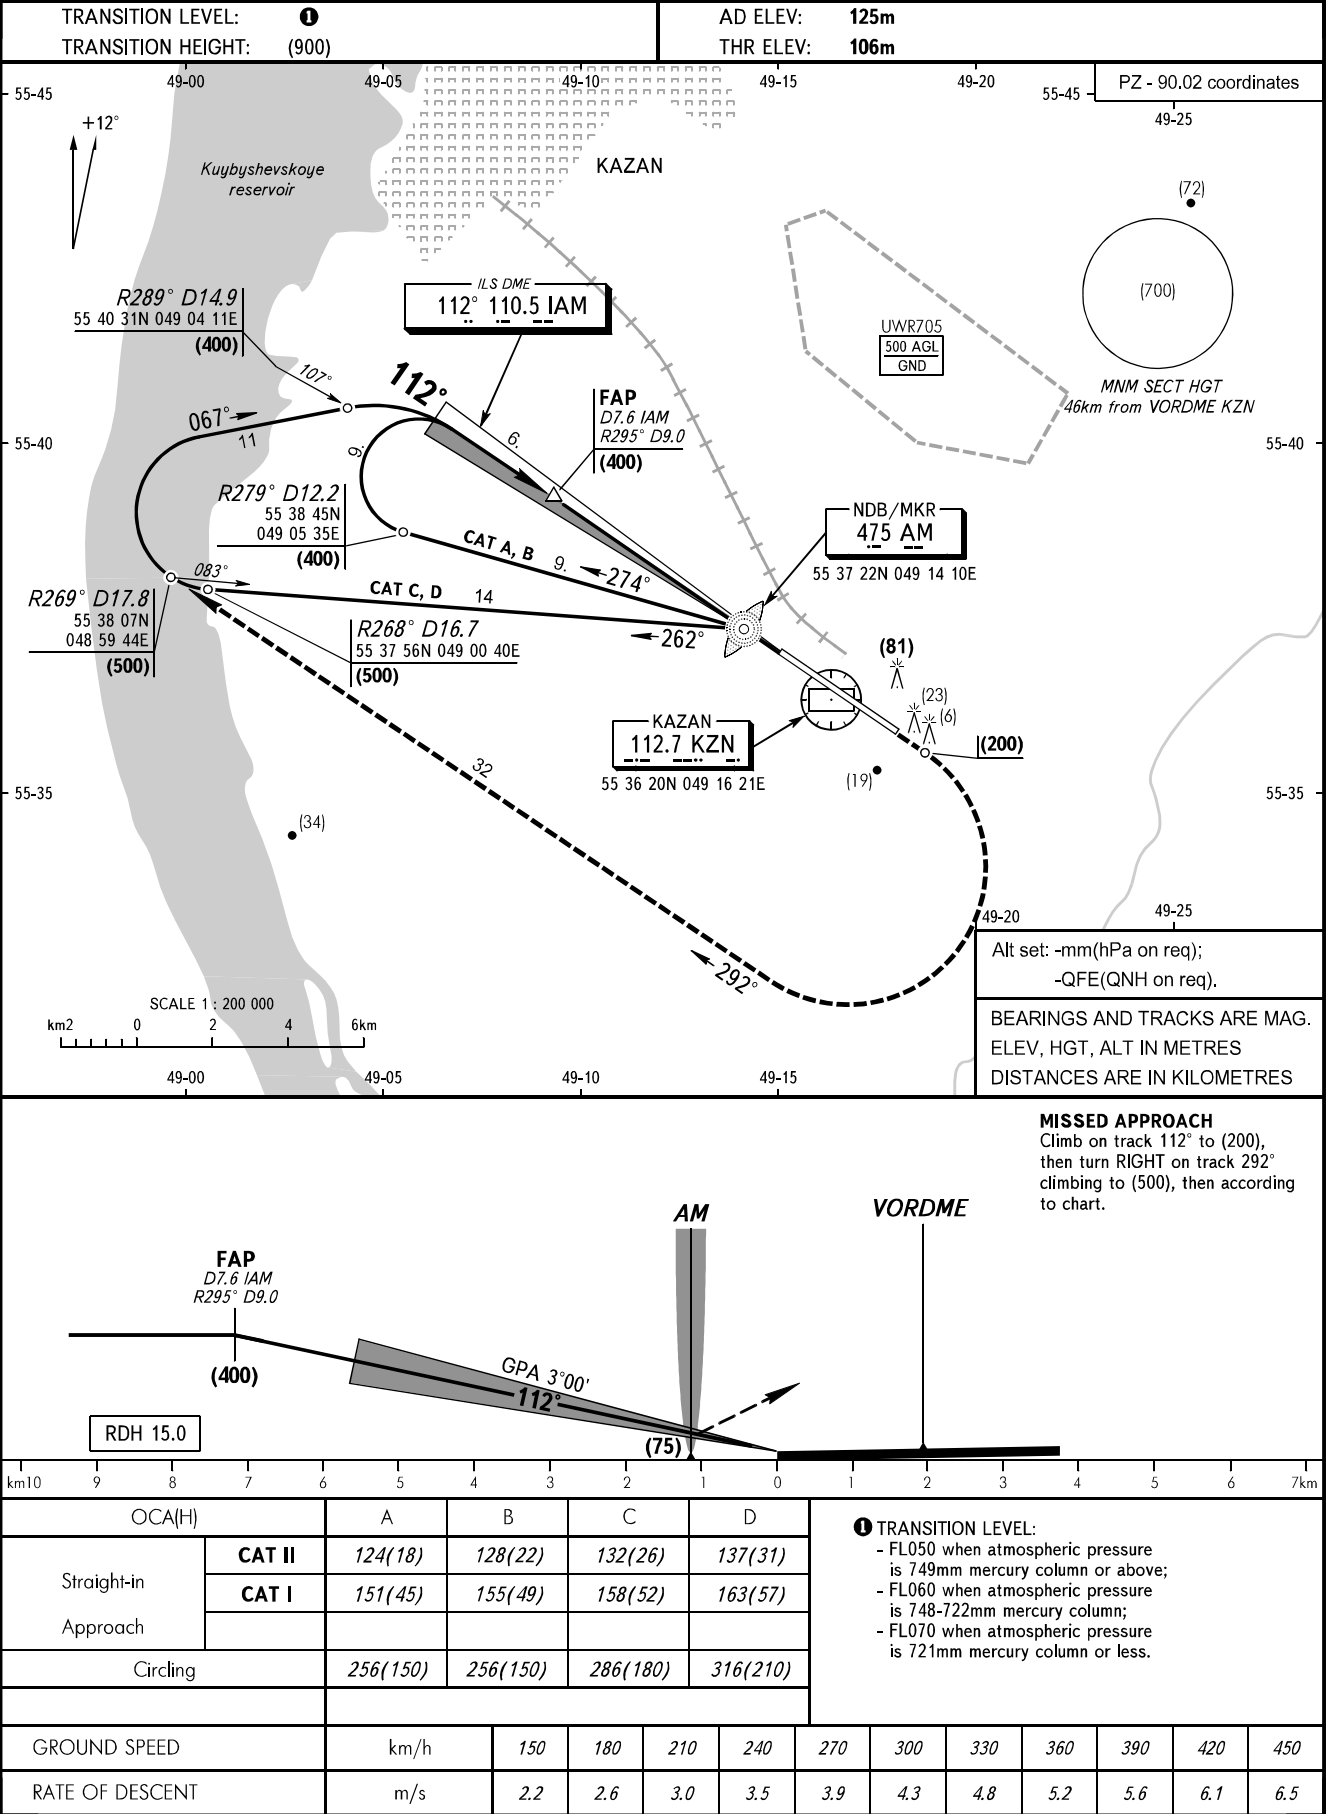 TRANSITION LEVEL: ❶
TRANSITION HEIGHT: (900)
AD ELEV: 125m
THR ELEV: 106m
49-00 49-05 49-10 49-15 49-20
55-45
55-45
PZ - 90.02 coordinates
49-25
+12°
Kuybyshevskoye
reservoir
KAZAN
(72)
(700)
MNM SECT HGT
46km from VORDME KZN
UWR705
500 AGL
GND
ILS DME
112° 110.5 IAM
R289° D14.9
55 40 31N 049 04 11E
(400)
107°
112°
FAP
D7.6 IAM
R295° D9.0
(400)
067°
11
9.
6.
55-40
55-40
R279° D12.2
55 38 45N
049 05 35E
(400)
NDB/MKR
475 AM
55 37 22N 049 14 10E
CAT A, B 9.
274°
083°
CAT C, D 14
262°
R269° D17.8
55 38 07N
048 59 44E
(500)
R268° D16.7
55 37 56N 049 00 40E
(500)
(81)
(23)
(6)
(200)
KAZAN
112.7 KZN
55 36 20N 049 16 21E
(19)
32
55-35
55-35
(34)
292°
49-20
49-25
SCALE 1 : 200 000
km2 0 2 4 6km
49-00 49-05 49-10 49-15
Alt set: -mm(hPa on req);
-QFE(QNH on req).
BEARINGS AND TRACKS ARE MAG.
ELEV, HGT, ALT IN METRES
DISTANCES ARE IN KILOMETRES
MISSED APPROACH
Climb on track 112° to (200),
then turn RIGHT on track 292°
climbing to (500), then according
to chart.
AM
VORDME
FAP
D7.6 IAM
R295° D9.0
(400)
GPA 3°00'
112°
(75)
RDH 15.0
km10 9 8 7 6 5 4 3 2 1 0 1 2 3 4 5 6 7km
OCA(H) A B C D
Straight-in
Approach
CAT II 124(18) 128(22) 132(26) 137(31)
CAT I 151(45) 155(49) 158(52) 163(57)
Circling 256(150) 256(150) 286(180) 316(210)
❶ TRANSITION LEVEL:
- FL050 when atmospheric pressure
is 749mm mercury column or above;
- FL060 when atmospheric pressure
is 748-722mm mercury column;
- FL070 when atmospheric pressure
is 721mm mercury column or less.
GROUND SPEED km/h 150 180 210 240 270 300 330 360 390 420 450
RATE OF DESCENT m/s 2.2 2.6 3.0 3.5 3.9 4.3 4.8 5.2 5.6 6.1 6.5